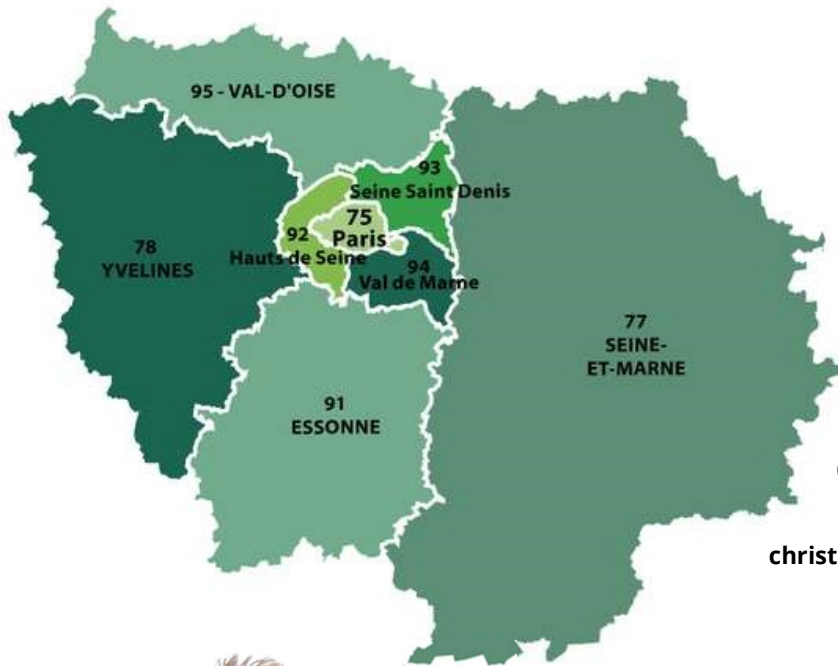 95 - VAL-D'OISE
93
Seine Saint Denis
75
Paris
92
Hauts de Seine
94
Val de Marne
78
YVELINES
77
SEINE-
ET-MARNE
91
ESSONNE
christ